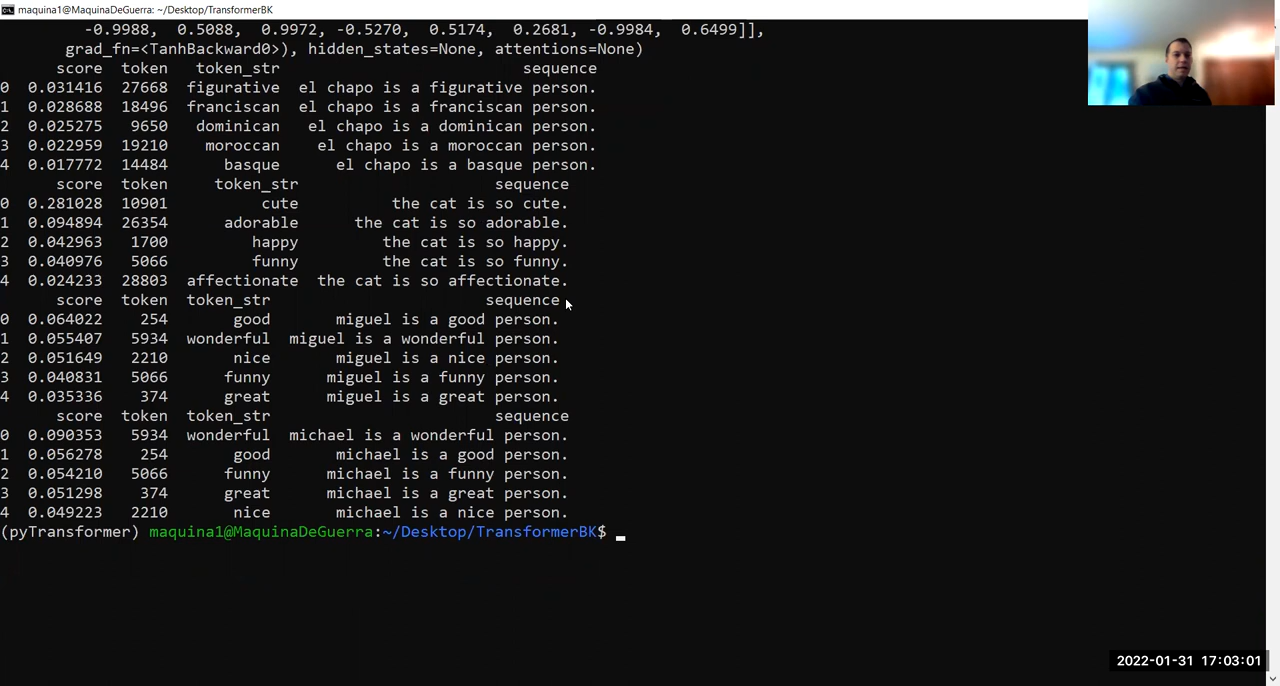 maquina1@MaquinaDeGuerra: ~/Desktop/TransformerBK
-0.9988, 0.5088, 0.9972, -0.5270, 0.5174, 0.2681, -0.9984, 0.6499]],
grad_fn=<TanhBackward0>), hidden_states=None, attentions=None)
score token token_str sequence
0 0.031416 27668 figurative el chapo is a figurative person.
1 0.028688 18496 franciscan el chapo is a franciscan person.
2 0.025275 9650 dominican el chapo is a dominican person.
3 0.022959 19210 moroccan el chapo is a moroccan person.
4 0.017772 14484 basque el chapo is a basque person.
score token token_str sequence
0 0.281028 10901 cute the cat is so cute.
1 0.094894 26354 adorable the cat is so adorable.
2 0.042963 1700 happy the cat is so happy.
3 0.040976 5066 funny the cat is so funny.
4 0.024233 28803 affectionate the cat is so affectionate.
score token token_str sequence
0 0.064022 254 good miguel is a good person.
1 0.055407 5934 wonderful miguel is a wonderful person.
2 0.051649 2210 nice miguel is a nice person.
3 0.040831 5066 funny miguel is a funny person.
4 0.035336 374 great miguel is a great person.
score token token_str sequence
0 0.090353 5934 wonderful michael is a wonderful person.
1 0.056278 254 good michael is a good person.
2 0.054210 5066 funny michael is a funny person.
3 0.051298 374 great michael is a great person.
4 0.049223 2210 nice michael is a nice person.
(pyTransformer) maquina1@MaquinaDeGuerra:~/Desktop/TransformerBK$
2022-01-31 17:03:01